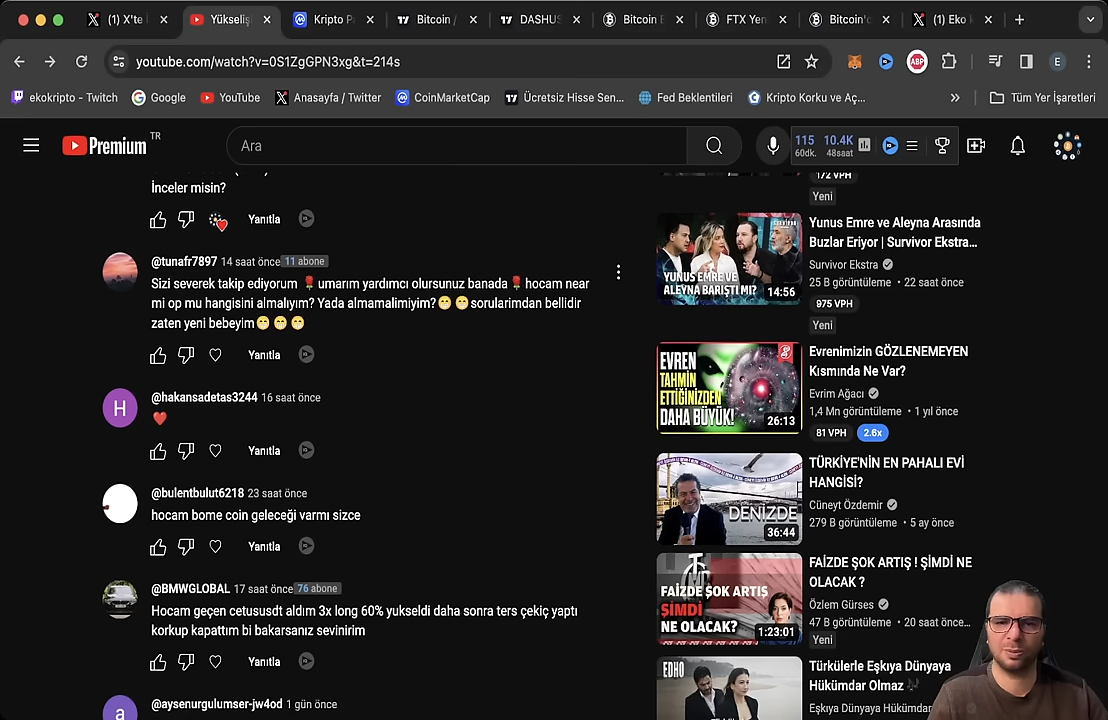 (1) X'te İ
Yükseliş
Kripto P
Bitcoin /
DASHUS
Bitcoin E
FTX Yen
Bitcoin'd
(1) Eko k
youtube.com/watch?v=0S1ZgGPN3xg&t=214s
ABP
E
ekokripto - Twitch
Google
YouTube
Anasayfa / Twitter
CoinMarketCap
Ücretsiz Hisse Sen...
Fed Beklentileri
Kripto Korku ve Aç...
Tüm Yer İşaretleri
Premium TR
Ara
115 10.4K
60dk. 48saat
İnceler misin?
Yanıtla
@tunafr7897 14 saat önce 11 abone
Sizi severek takip ediyorum 🌹umarım yardımcı olursunuz banada🌹hocam near
mi op mu hangisini almalıyım? Yada almamalimiyim?😁😁sorularimdan bellidir
zaten yeni bebeyim😁😁😁
Yanıtla
H
@hakansadetas3244 16 saat önce
❤️
Yanıtla
@bulentbulut6218 23 saat önce
hocam bome coin geleceği varmı sizce
Yanıtla
@BMWGLOBAL 17 saat önce 76 abone
Hocam geçen cetususdt aldım 3x long 60% yukseldi daha sonra ters çekiç yaptı
korkup kapattım bi bakarsanız sevinirim
Yanıtla
a
@aysenurgulumser-jw4od 1 gün önce
172 VPH
Yeni
YUNUS EMRE VE
ALEYNA BARIŞTI MI?
14:56
Yunus Emre ve Aleyna Arasında
Buzlar Eriyor | Survivor Ekstra...
Survivor Ekstra
25 B görüntüleme • 22 saat önce
975 VPH
Yeni
EVREN
TAHMİN
ETTİĞİNİZDEN
DAHA BÜYÜK!
26:13
Evrenimizin GÖZLENEMEYEN
Kısmında Ne Var?
Evrim Ağacı
1,4 Mn görüntüleme • 1 yıl önce
81 VPH
2.6x
DENİZDE
36:44
TÜRKİYE'NİN EN PAHALI EVİ
HANGİSİ?
Cüneyt Özdemir
279 B görüntüleme • 5 ay önce
FAİZDE ŞOK ARTIŞ
ŞİMDİ
NE OLACAK?
1:23:01
FAİZDE ŞOK ARTIŞ ! ŞİMDİ NE
OLACAK ?
Özlem Gürses
47 B görüntüleme • 20 saat önce...
Yeni
EDHO
Türkülerle Eşkıya Dünyaya
Hükümdar Olmaz 🎶
Eşkıya Dünyaya Hükümdar